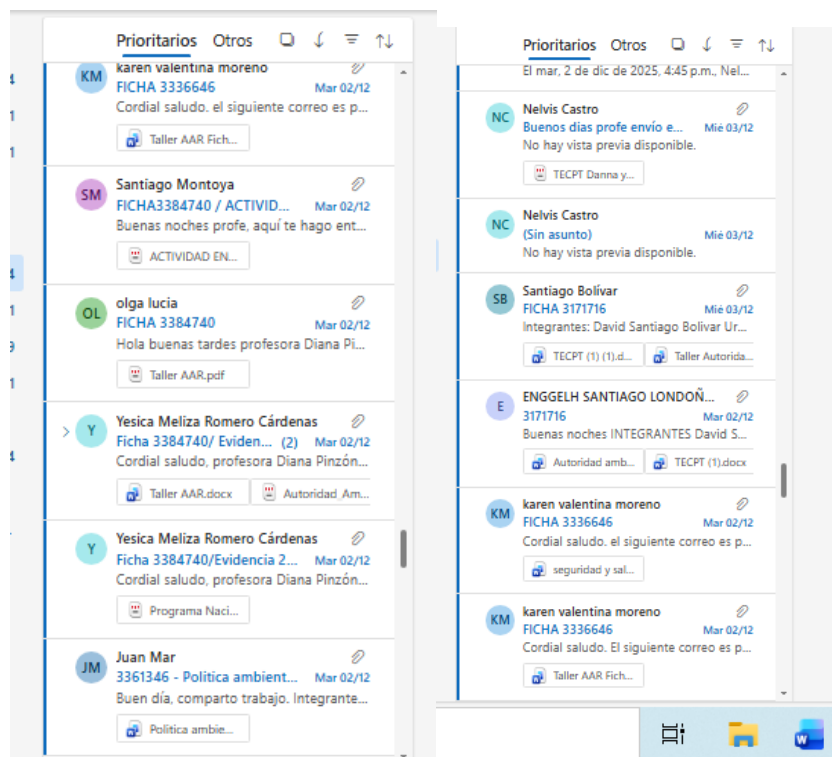 Prioritarios Otros
KM
karen valentina moreno
FICHA 3336646 Mar 02/12
Cordial saludo. el siguiente correo es p...
Taller AAR Fich...
SM
Santiago Montoya
FICHA3384740 / ACTIVID... Mar 02/12
Buenas noches profe, aquí te hago ent...
ACTIVIDAD EN...
OL
olga lucia
FICHA 3384740 Mar 02/12
Hola buenas tardes profesora Diana Pi...
Taller AAR.pdf
Y
Yesica Meliza Romero Cárdenas
Ficha 3384740/ Eviden... (2) Mar 02/12
Cordial saludo, profesora Diana Pinzón...
Taller AAR.docx Autoridad_Am...
Y
Yesica Meliza Romero Cárdenas
Ficha 3384740/Evidencia 2... Mar 02/12
Cordial saludo, profesora Diana Pinzón...
Programa Naci...
JM
Juan Mar
3361346 - Politica ambient... Mar 02/12
Buen día, comparto trabajo. Integrante...
Politica ambie...
Prioritarios Otros
El mar, 2 de dic de 2025, 4:45 p.m., Nel...
NC
Nelvis Castro
Buenos dias profe envío e... Mié 03/12
No hay vista previa disponible.
TECPT Danna y...
NC
Nelvis Castro
(Sin asunto) Mié 03/12
No hay vista previa disponible.
SB
Santiago Bolívar
FICHA 3171716 Mié 03/12
Integrantes: David Santiago Bolivar Ur...
TECPT (1) (1).d... Taller Autorida...
E
ENGGELH SANTIAGO LONDOÑ...
3171716 Mar 02/12
Buenas noches INTEGRANTES David S...
Autoridad amb... TECPT (1).docx
KM
karen valentina moreno
FICHA 3336646 Mar 02/12
Cordial saludo. el siguiente correo es p...
seguridad y sal...
KM
karen valentina moreno
FICHA 3336646 Mar 02/12
Cordial saludo. El siguiente correo es p...
Taller AAR Fich...